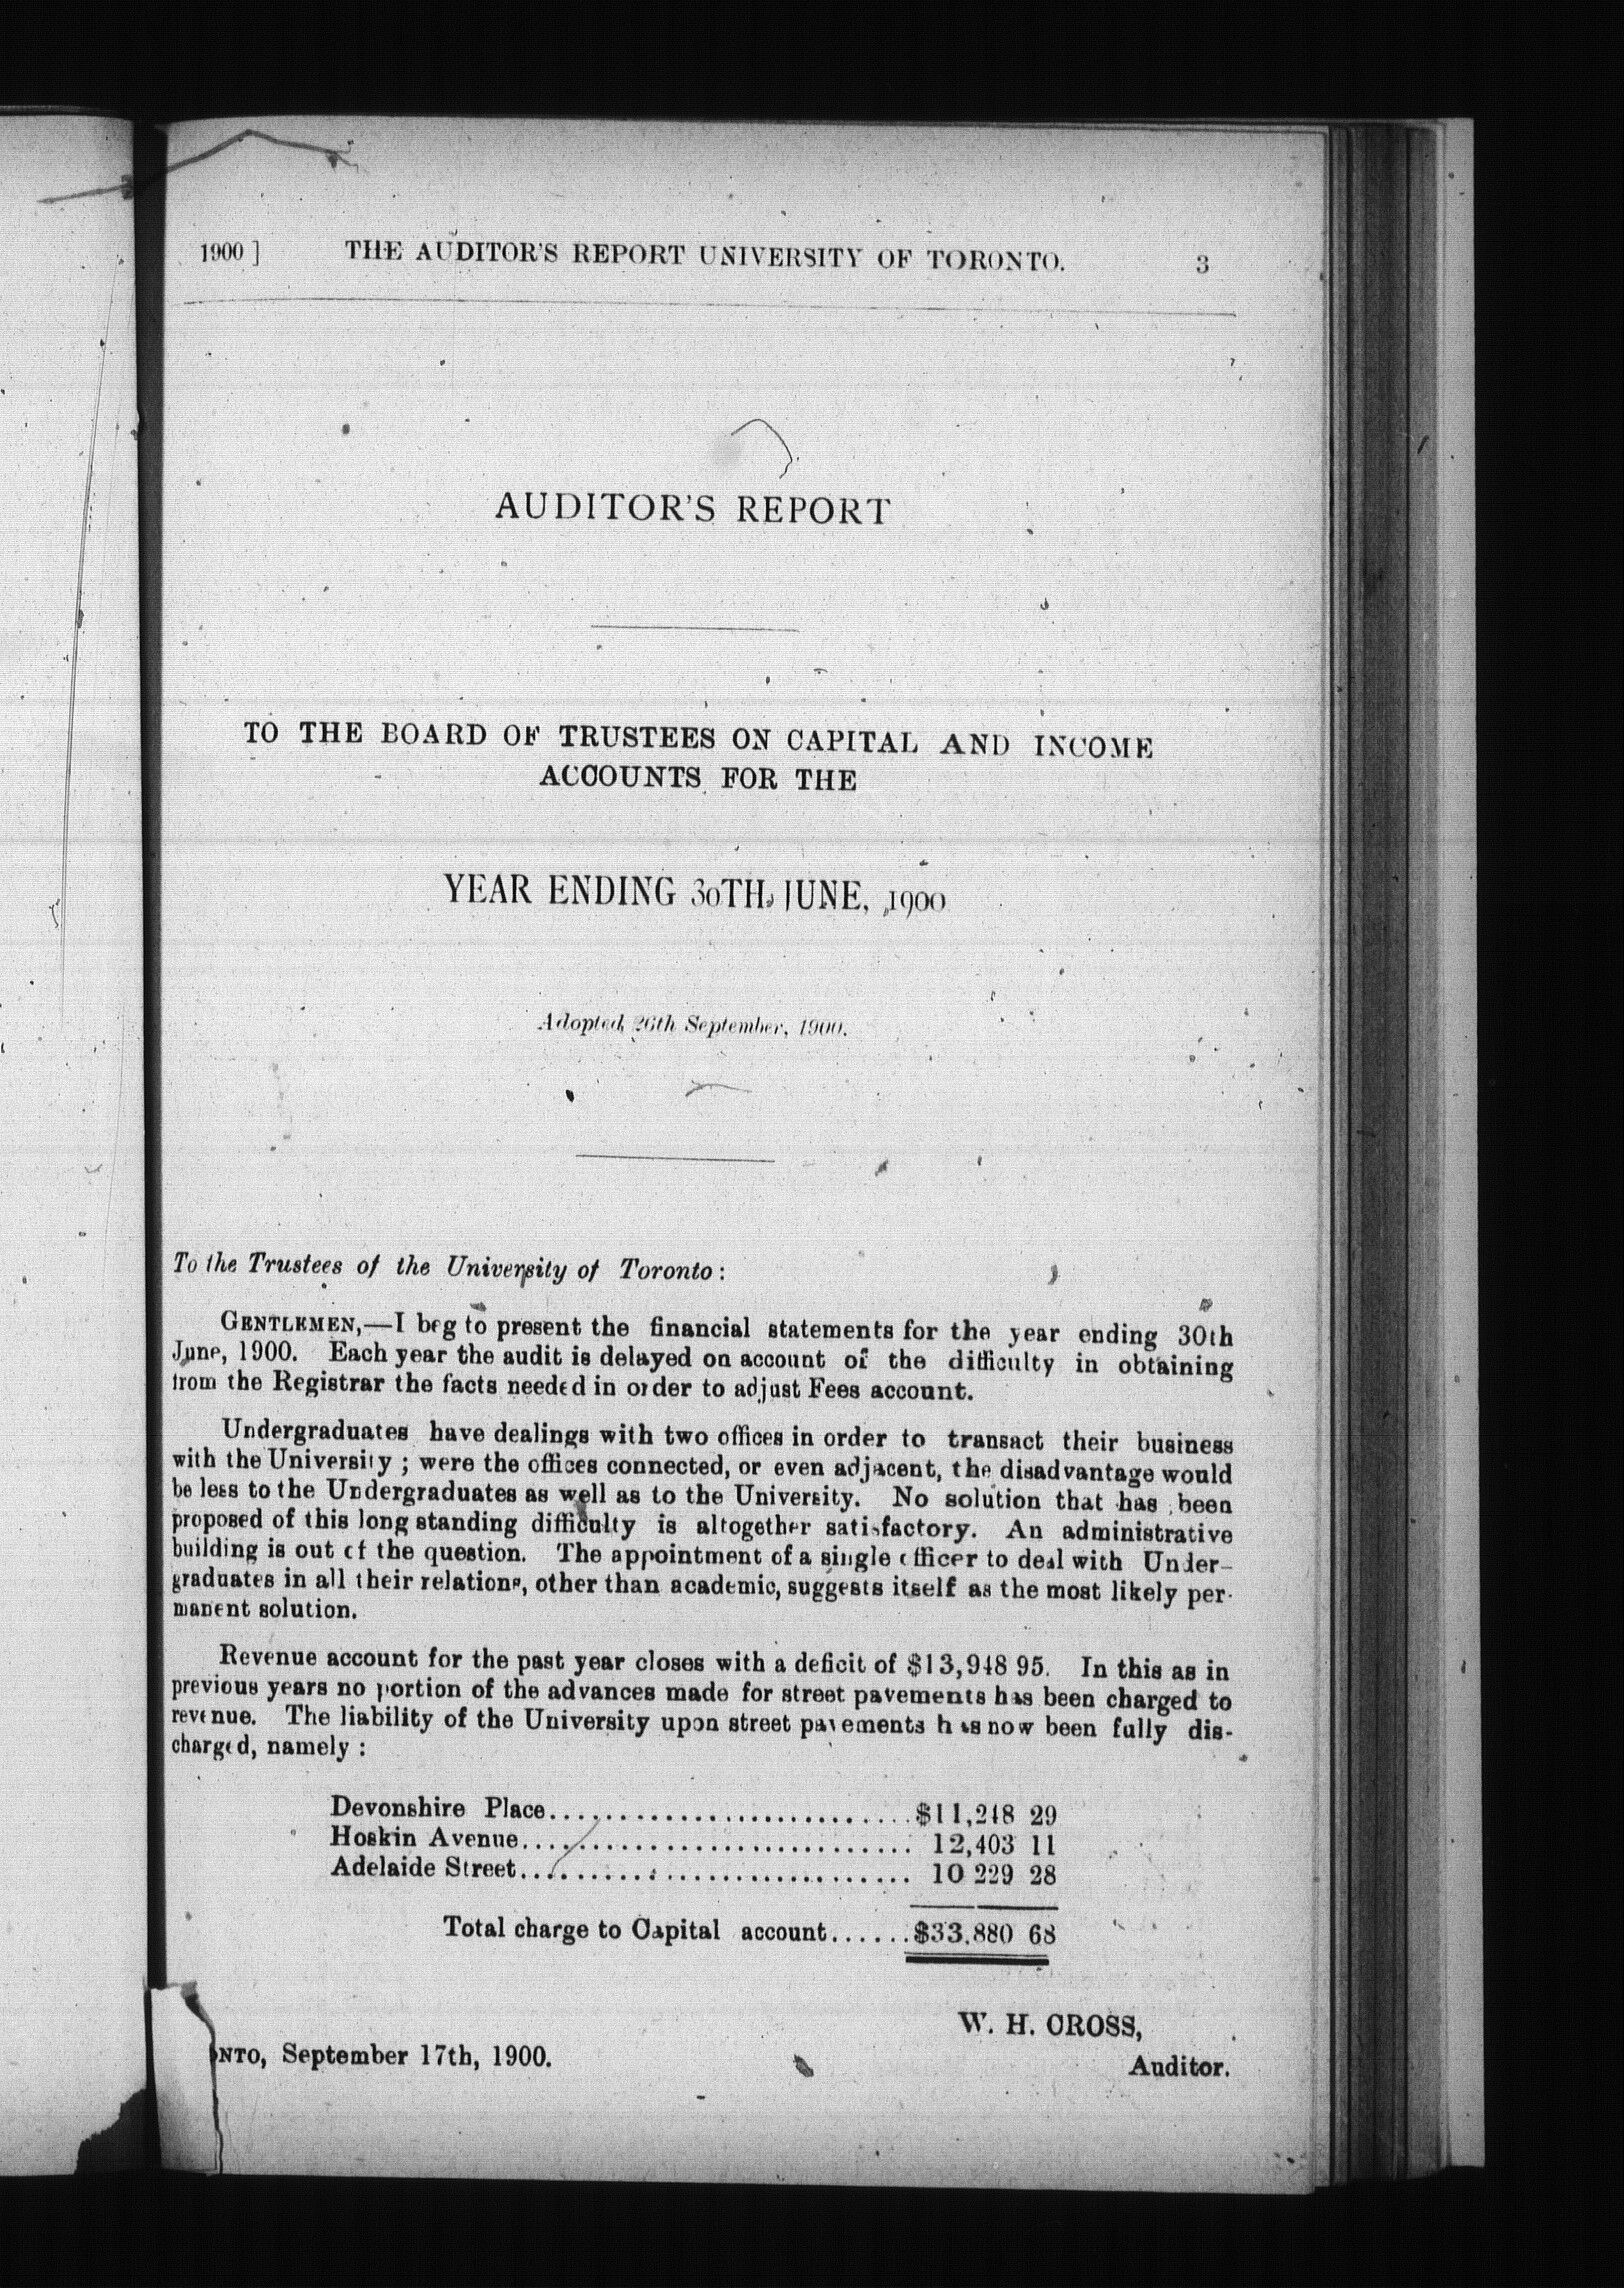 1900 ] THE AUDITOR'S REPORT UNIVERSITY OF TORONTO. 3
AUDITOR'S REPORT
TO THE BOARD OF TRUSTEES ON CAPITAL AND INCOME
ACCOUNTS FOR THE
YEAR ENDING 30TH JUNE, 1900
Adopted 26th September, 1900.
To the Trustees of the University of Toronto:
GENTLEMEN,—I beg to present the financial statements for the year ending 30th
June, 1900. Each year the audit is delayed on account of the difficulty in obtaining
from the Registrar the facts needed in order to adjust Fees account.
Undergraduates have dealings with two offices in order to transact their business
with the University ; were the offices connected, or even adjacent, the disadvantage would
be less to the Undergraduates as well as to the University. No solution that has been
proposed of this long standing difficulty is altogether satisfactory. An administrative
building is out of the question. The appointment of a single officer to deal with Under-
graduates in all their relations, other than academic, suggests itself as the most likely per-
manent solution.
Revenue account for the past year closes with a deficit of $13,948 95. In this as in
previous years no portion of the advances made for street pavements has been charged to
revenue. The liability of the University upon street pavements has now been fully dis-
charged, namely :
Devonshire Place........................... $11,248 29
Hoskin Avenue............................ 12,403 11
Adelaide Street............................. 10 229 28
Total charge to Capital account...... $33,880 68
W. H. CROSS,
NTO, September 17th, 1900.
Auditor.